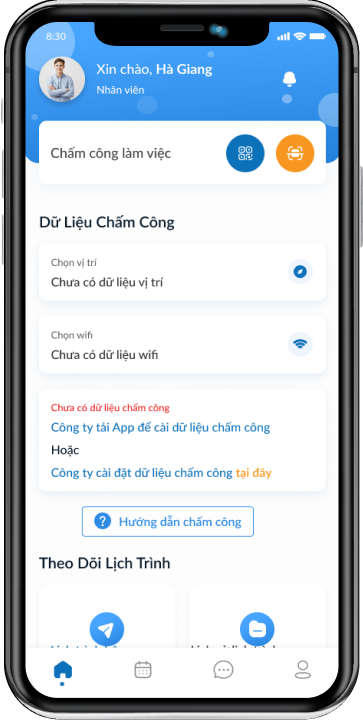 8:30
Xin chào, Hà Giang
Nhân viên
Chấm công làm việc
Dữ Liệu Chấm Công
Chọn vị trí
Chưa có dữ liệu vị trí
Chọn wifi
Chưa có dữ liệu wifi
Chưa có dữ liệu chấm công
Công ty tải App để cài dữ liệu chấm công
Hoặc
Công ty cài đặt dữ liệu chấm công tại đây
Hướng dẫn chấm công
Theo Dõi Lịch Trình